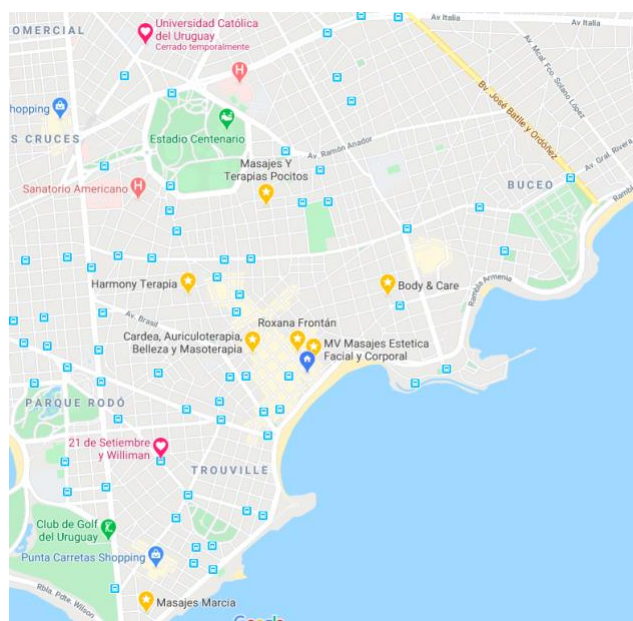 Universidad Católica
del Uruguay
Cerrado temporalmente
Av Italia
Av Italia
OMERCIAL
Av. Mcal. Fco. Solano López
Bv. José Batlle y Ordóñez
H
hopping
Estadio Centenario
S CRUCES
Av. Ramón Anador
Av. Gral. Rivera
Masajes Y
Terapias Pocitos
Sanatorio Americano
H
BUCEO
Rambla Armenia
Harmony Terapia
Body & Care
Av. Brasil
Roxana Frontán
Cardea, Auriculoterapia,
Belleza y Masoterapia
MV Masajes Estetica
Facial y Corporal
PARQUE RODÓ
21 de Setiembre
y Williman
TROUVILLE
Club de Golf
del Uruguay
Punta Carretas Shopping
Rbla. Pdte. Wilson
Masajes Marcia